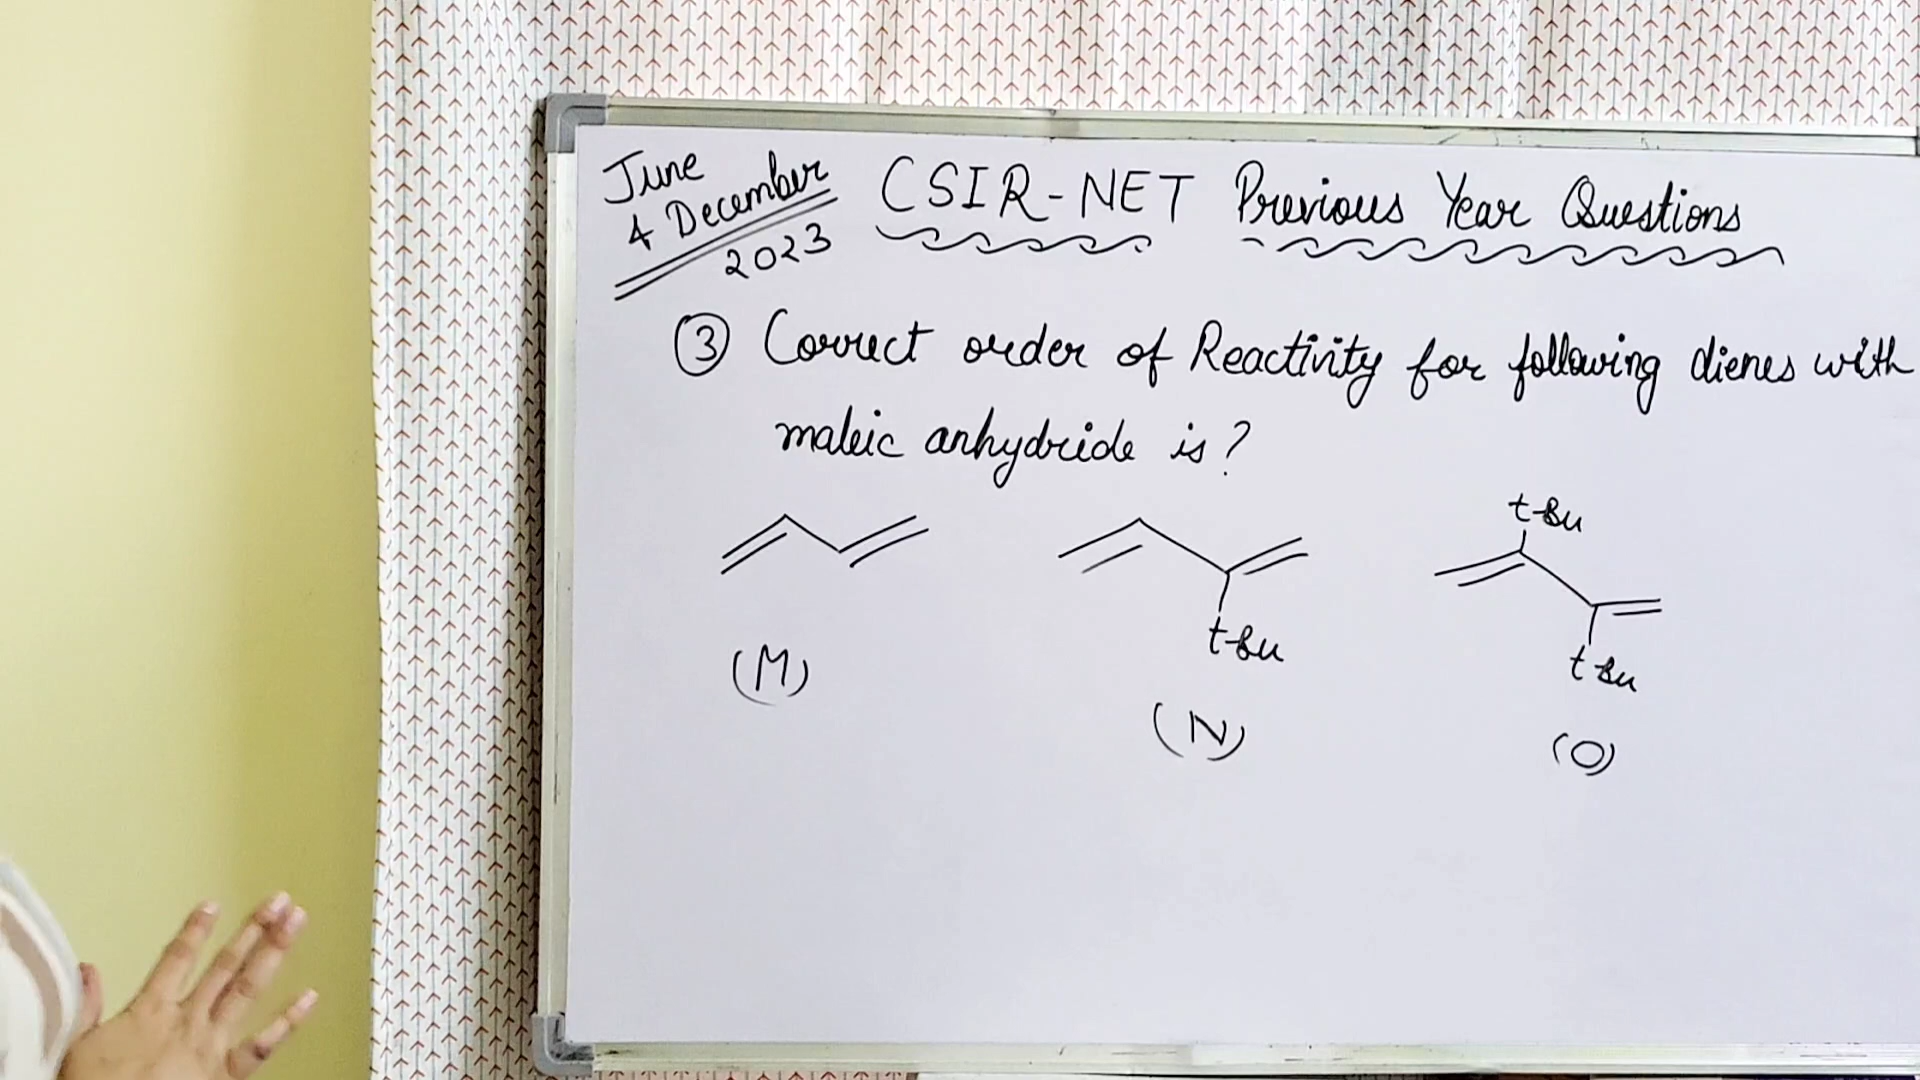 June
& December
2023
CSIR-NET Previous Year Questions
③ Correct order of Reactivity for following dienes with
maleic anhydride is?
t-Bu
t-Bu
t-Bu
(M)
(N)
(O)